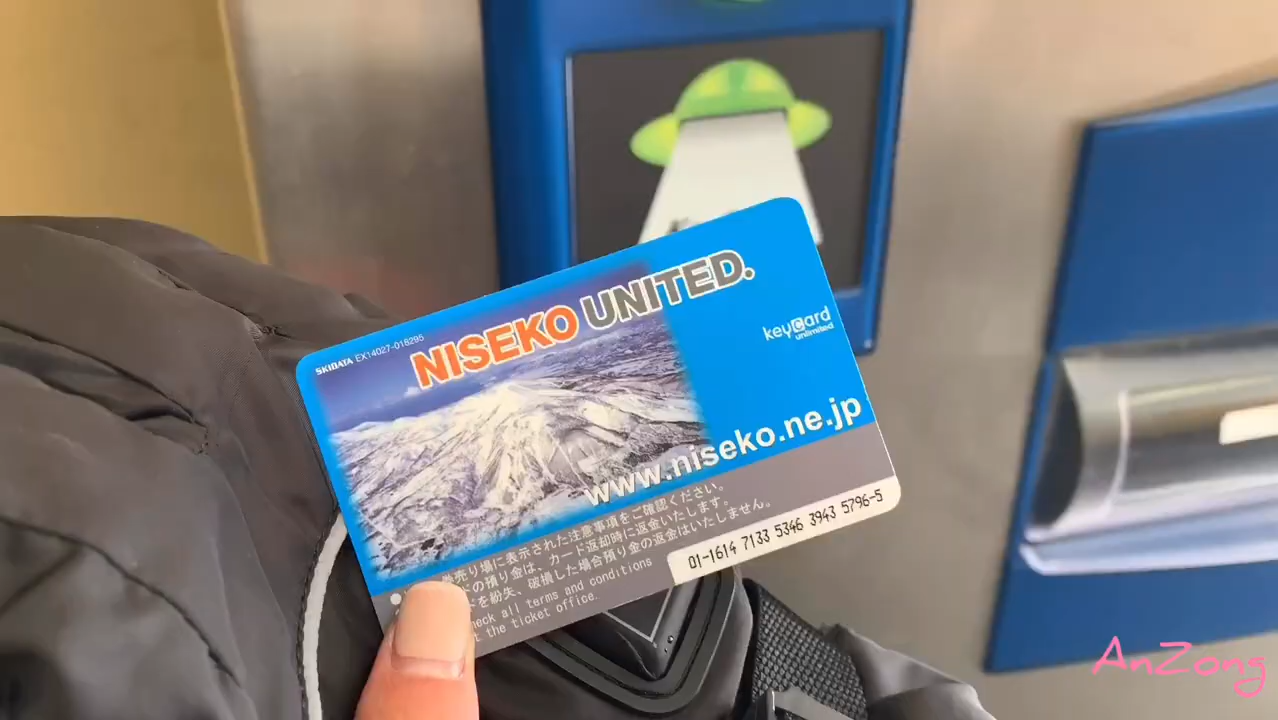 SKIDATA EX14027-016295
NISEKO UNITED.
keycard
unlimited
www.niseko.ne.jp
売り場に表示された注意事項をご確認ください。
の預り金は、カード返却時に返金いたします。
を紛失、破損した場合預り金の返金はいたしません。
all terms and conditions
the ticket office.
01-1614 7133 5346 3943 5796-5
AnZong